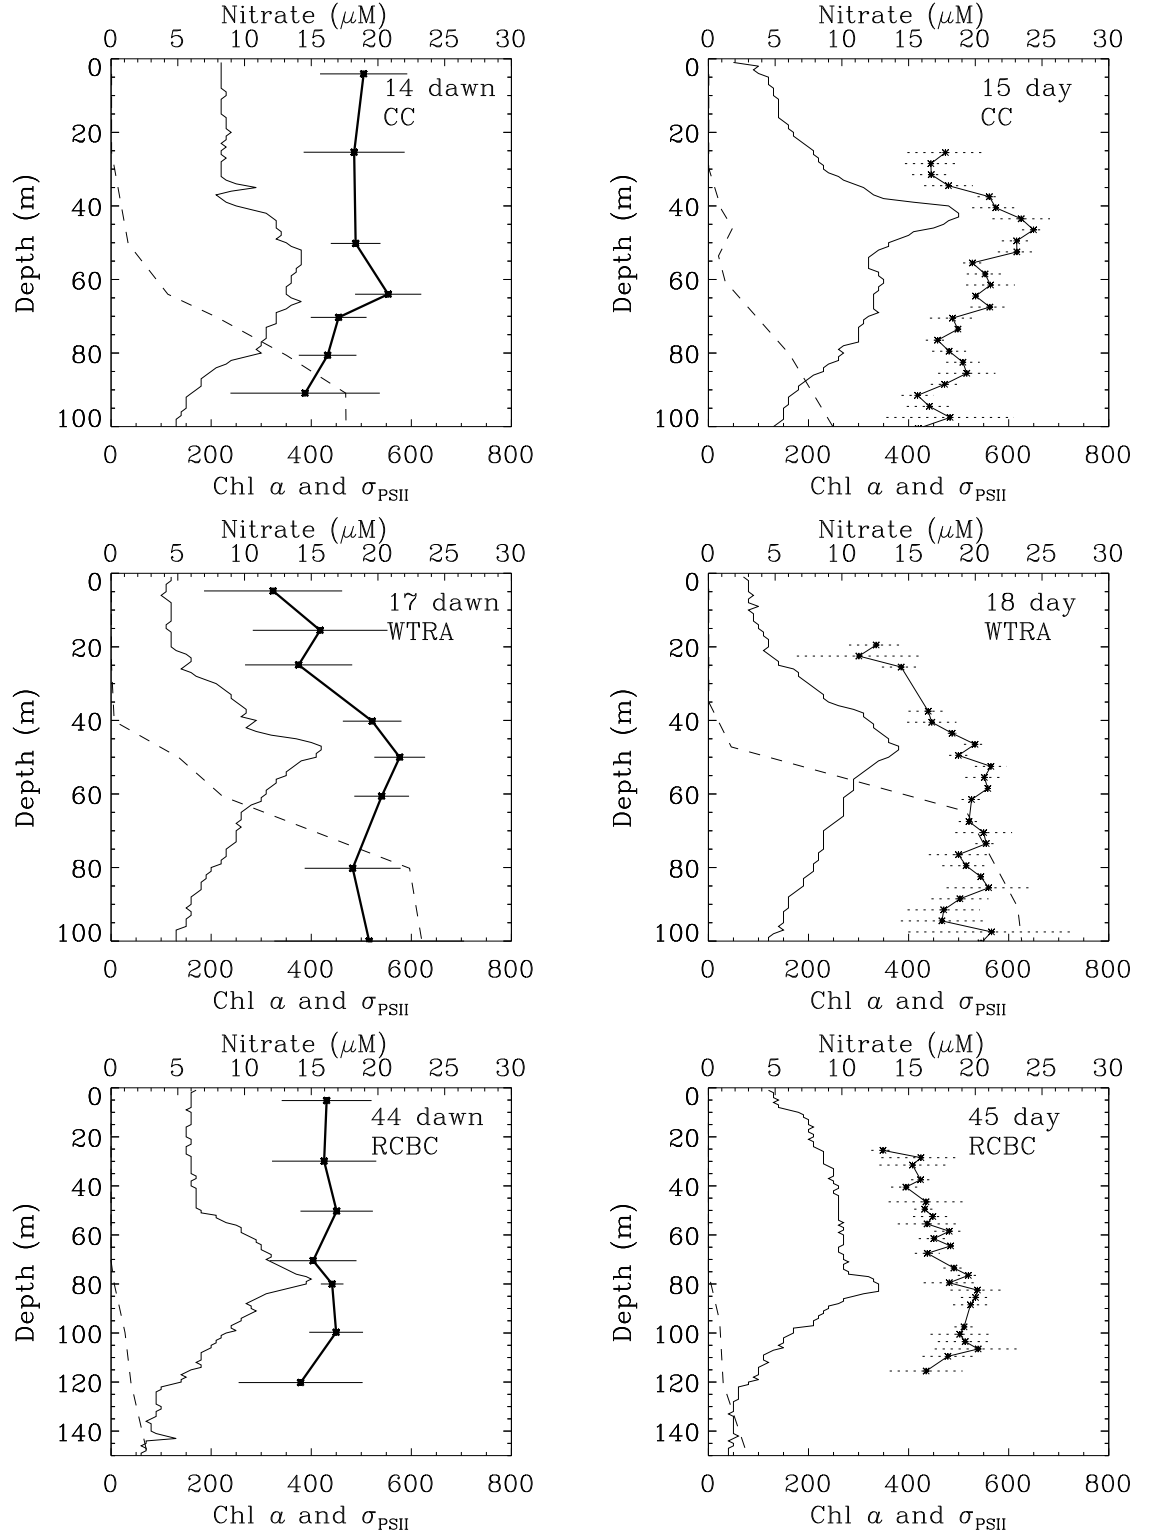 Nitrate (μM)
0 5 10 15 20 25 30
0
20
40
60
80
100
Depth (m)
14 dawn
CC
0 200 400 600 800
Chl a and σPSII
Nitrate (μM)
0 5 10 15 20 25 30
0
20
40
60
80
100
Depth (m)
15 day
CC
0 200 400 600 800
Chl a and σPSII
Nitrate (μM)
0 5 10 15 20 25 30
0
20
40
60
80
100
Depth (m)
17 dawn
WTRA
0 200 400 600 800
Chl a and σPSII
Nitrate (μM)
0 5 10 15 20 25 30
0
20
40
60
80
100
Depth (m)
18 day
WTRA
0 200 400 600 800
Chl a and σPSII
Nitrate (μM)
0 5 10 15 20 25 30
0
20
40
60
80
100
120
140
Depth (m)
44 dawn
RCBC
0 200 400 600 800
Chl a and σPSII
Nitrate (μM)
0 5 10 15 20 25 30
0
20
40
60
80
100
120
140
Depth (m)
45 day
RCBC
0 200 400 600 800
Chl a and σPSII